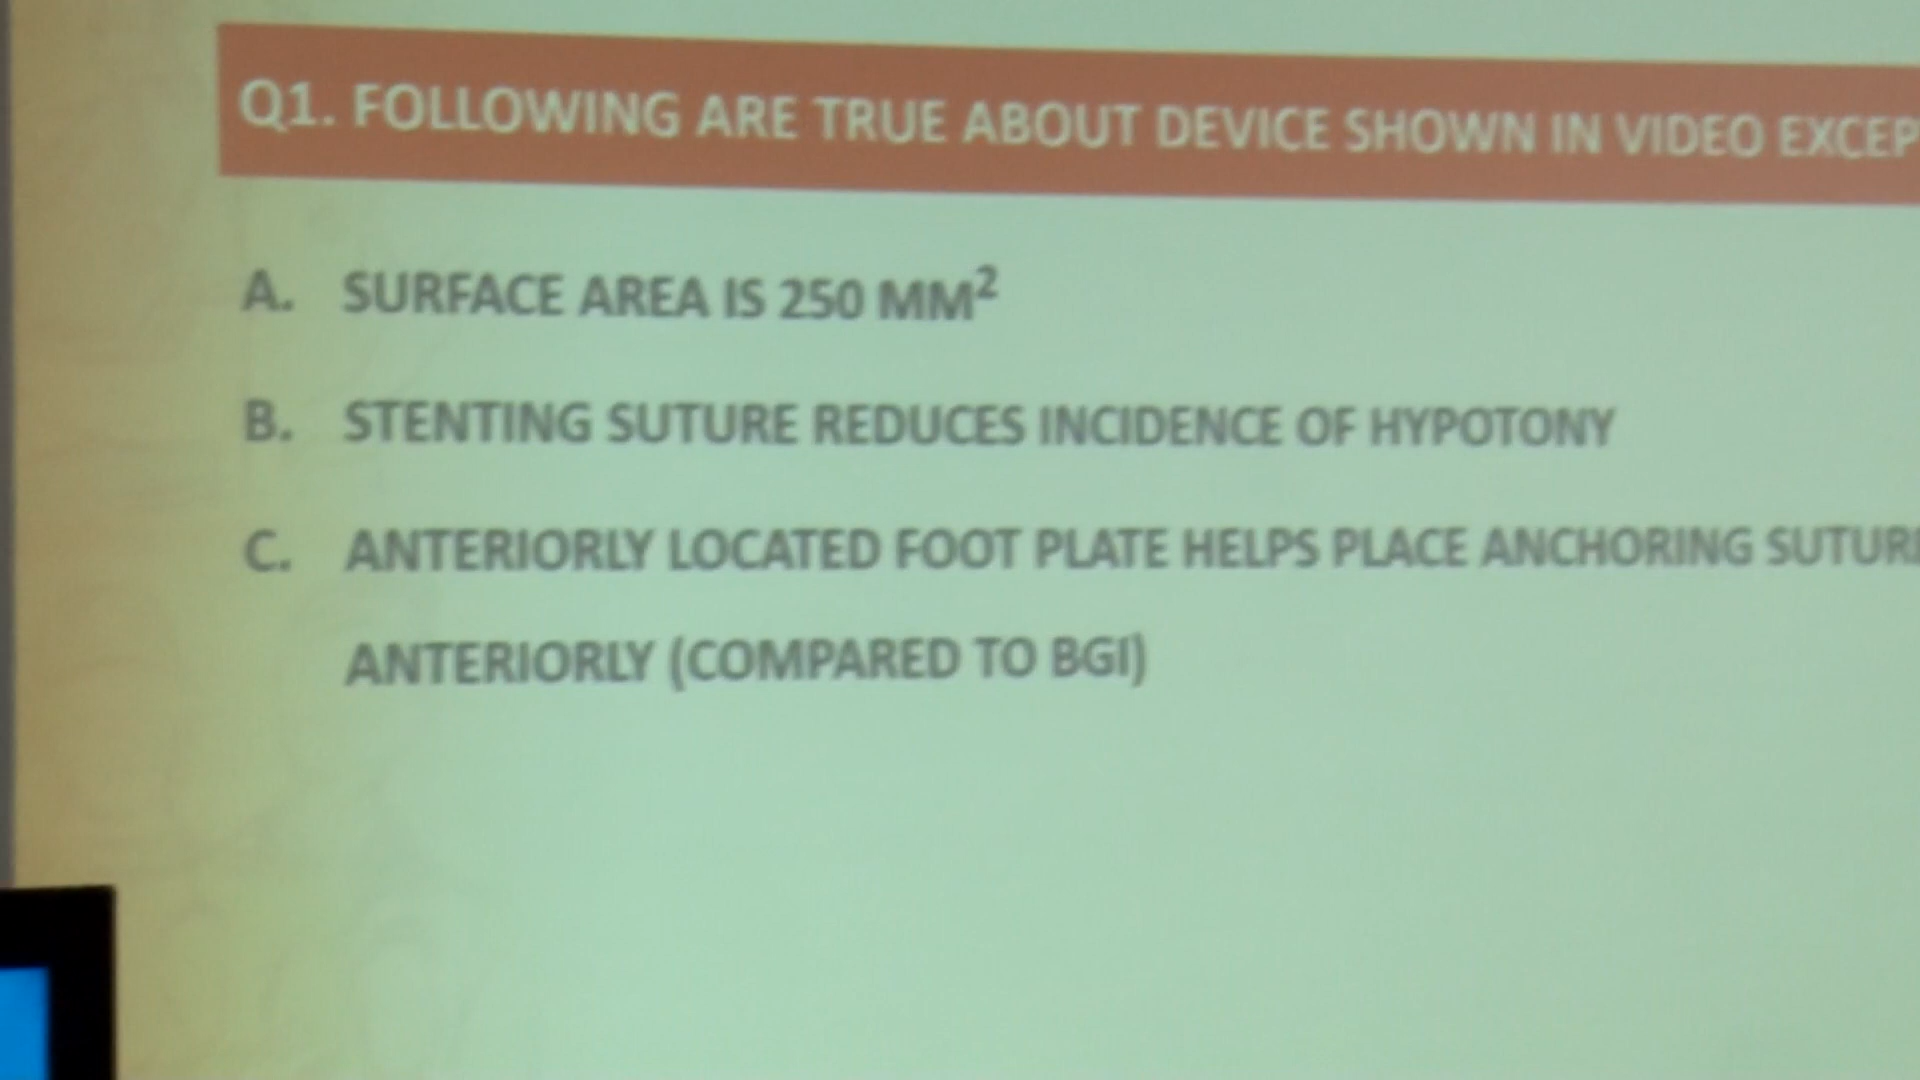 Q1. FOLLOWING ARE TRUE ABOUT DEVICE SHOWN IN VIDEO EXCEP
A. SURFACE AREA IS 250 MM²
B. STENTING SUTURE REDUCES INCIDENCE OF HYPOTONY
C. ANTERIORLY LOCATED FOOT PLATE HELPS PLACE ANCHORING SUTURE
ANTERIORLY (COMPARED TO BGI)